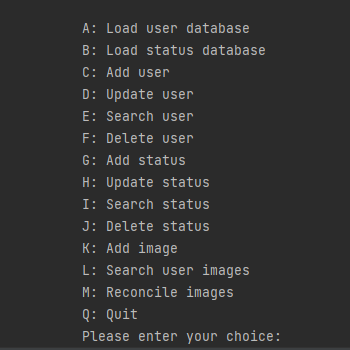 A: Load user database
B: Load status database
C: Add user
D: Update user
E: Search user
F: Delete user
G: Add status
H: Update status
I: Search status
J: Delete status
K: Add image
L: Search user images
M: Reconcile images
Q: Quit
Please enter your choice: